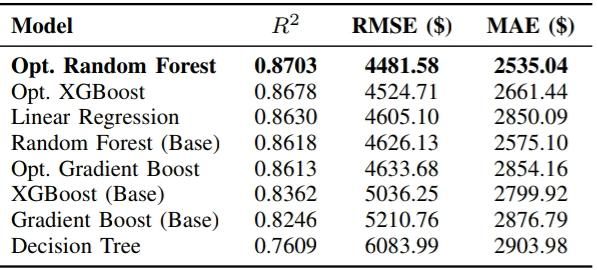 Model R² RMSE ($) MAE ($)
Opt. Random Forest 0.8703 4481.58 2535.04
Opt. XGBoost 0.8678 4524.71 2661.44
Linear Regression 0.8630 4605.10 2850.09
Random Forest (Base) 0.8618 4626.13 2575.10
Opt. Gradient Boost 0.8613 4633.68 2854.16
XGBoost (Base) 0.8362 5036.25 2799.92
Gradient Boost (Base) 0.8246 5210.76 2876.79
Decision Tree 0.7609 6083.99 2903.98